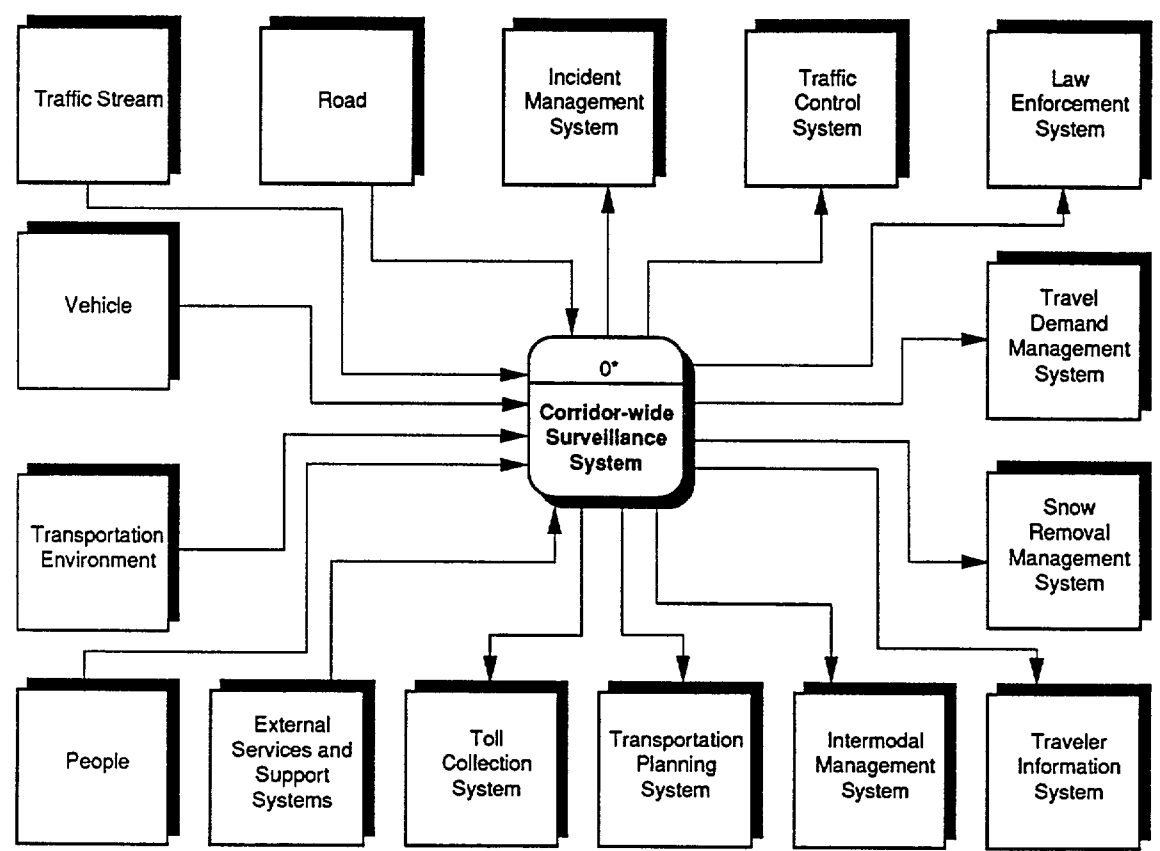 Traffic Stream
Road
Incident
Management
System
Traffic
Control
System
Law
Enforcement
System
Vehicle
Travel
Demand
Management
System
0*
Corridor-wide
Surveillance
System
Transportation
Environment
Snow
Removal
Management
System
People
External
Services and
Support
Systems
Toll
Collection
System
Transportation
Planning
System
Intermodal
Management
System
Traveler
Information
System